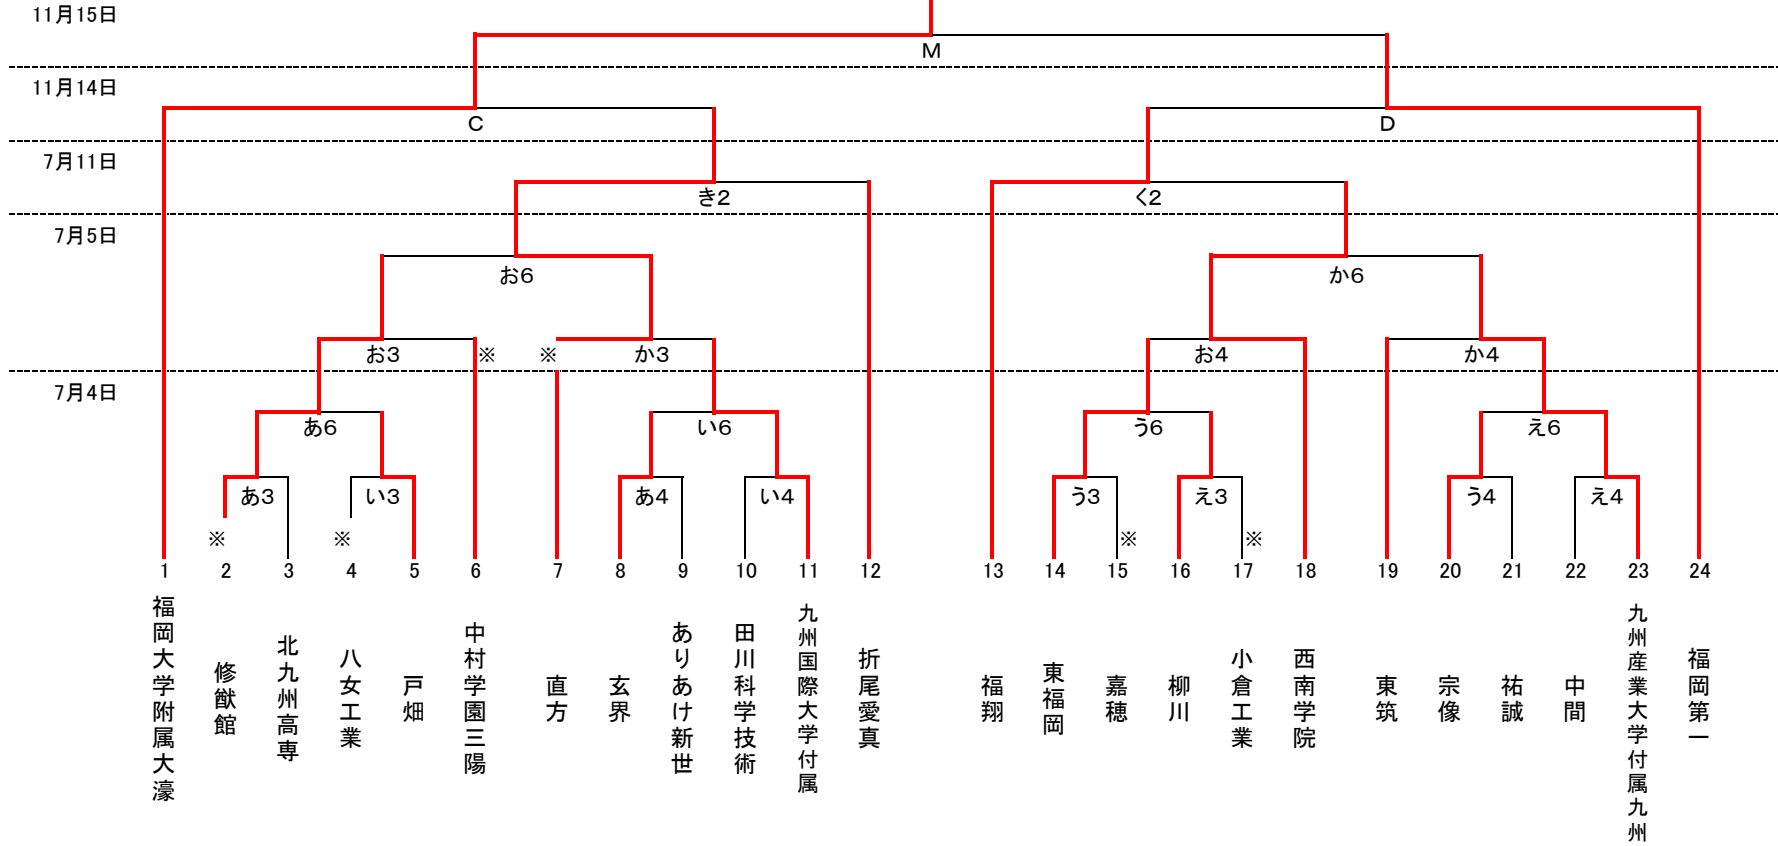 11月15日
M
11月14日
C
D
7月11日
き2
く2
7月5日
お6
か6
お3
※
※
か3
お4
か4
7月4日
あ6
い6
う6
え6
あ3
い3
あ4
い4
う3
え3
う4
え4
※
※
※
※
1
2
3
4
5
6
7
8
9
10
11
12
13
14
15
16
17
18
19
20
21
22
23
24
福岡大学附属大濠
修猷館
北九州高専
八女工業
戸畑
中村学園三陽
直方
玄界
ありあけ新世
田川科学技術
九州国際大学付属
折尾愛真
福翔
東福岡
嘉穂
柳川
小倉工業
西南学院
東筑
宗像
祐誠
中間
九州産業大学付属九州
福岡第一